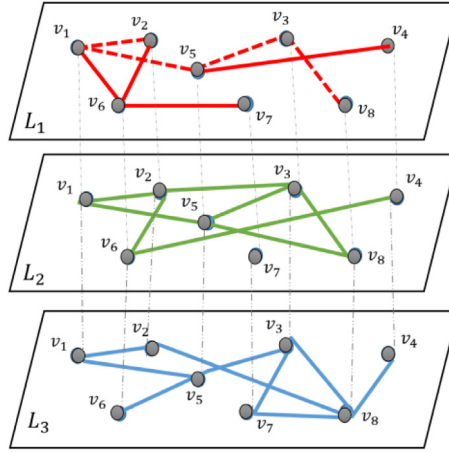 v₁ v₂ v₃ v₄
v₅
v₆ v₇ v₈
L₁
v₁ v₂ v₃ v₄
v₅
v₆ v₇ v₈
L₂
v₁ v₂ v₃ v₄
v₅
v₆ v₇ v₈
L₃